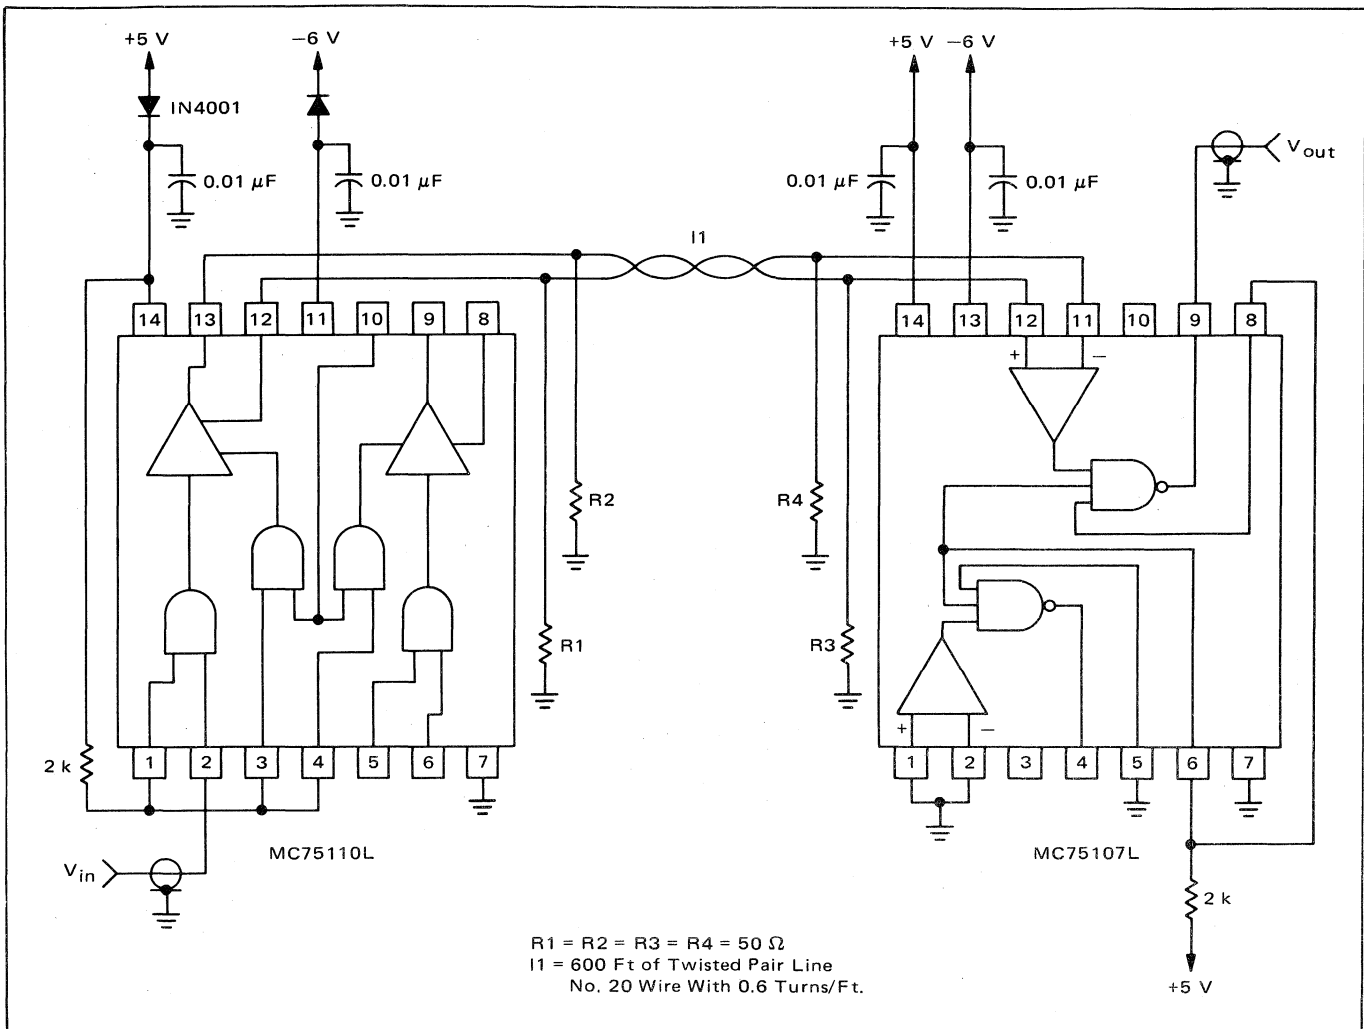 +5 V
−6 V
+5 V
−6 V
IN4001
0.01 µF
0.01 µF
0.01 µF
0.01 µF
Vout
I1
14 13 12 11 10 9 8
14 13 12 11 10 9 8
+ −
R2
R4
R1
R3
+ −
2 k
1 2 3 4 5 6 7
1 2 3 4 5 6 7
MC75110L
MC75107L
Vin
2 k
R1 = R2 = R3 = R4 = 50 Ω
I1 = 600 Ft of Twisted Pair Line
No. 20 Wire With 0.6 Turns/Ft.
+5 V